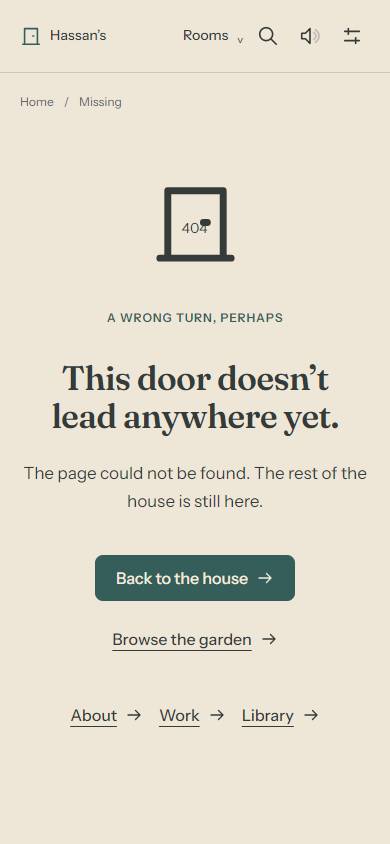 Hassan’s Rooms v
Home / Missing
404
A WRONG TURN, PERHAPS
This door doesn’t
lead anywhere yet.
The page could not be found. The rest of the
house is still here.
Back to the house →
Browse the garden →
About → Work → Library →